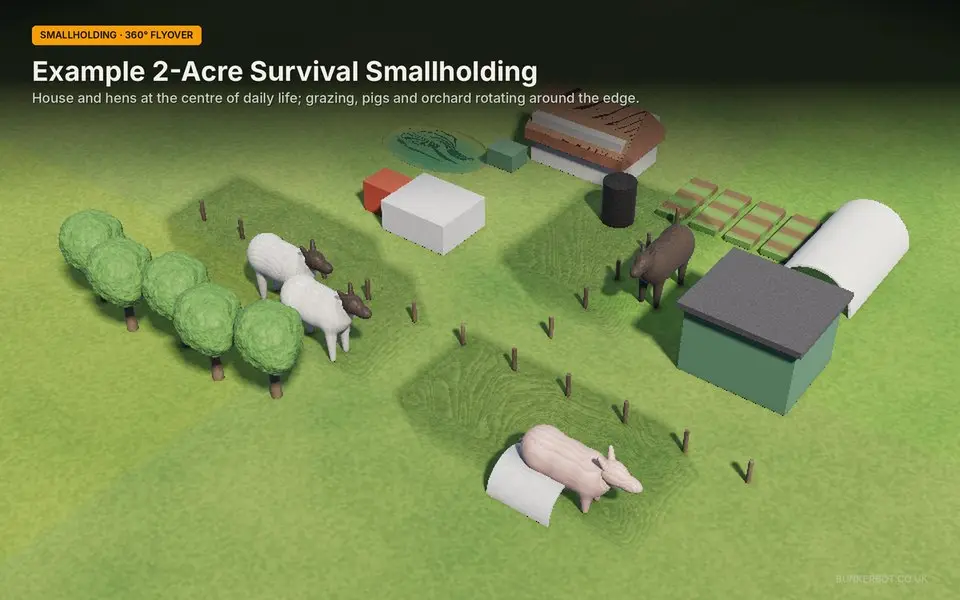 SMALLHOLDING · 360° FLYOVER
Example 2-Acre Survival Smallholding
House and hens at the centre of daily life; grazing, pigs and orchard rotating around the edge.
BUNKERBOT.CO.UK